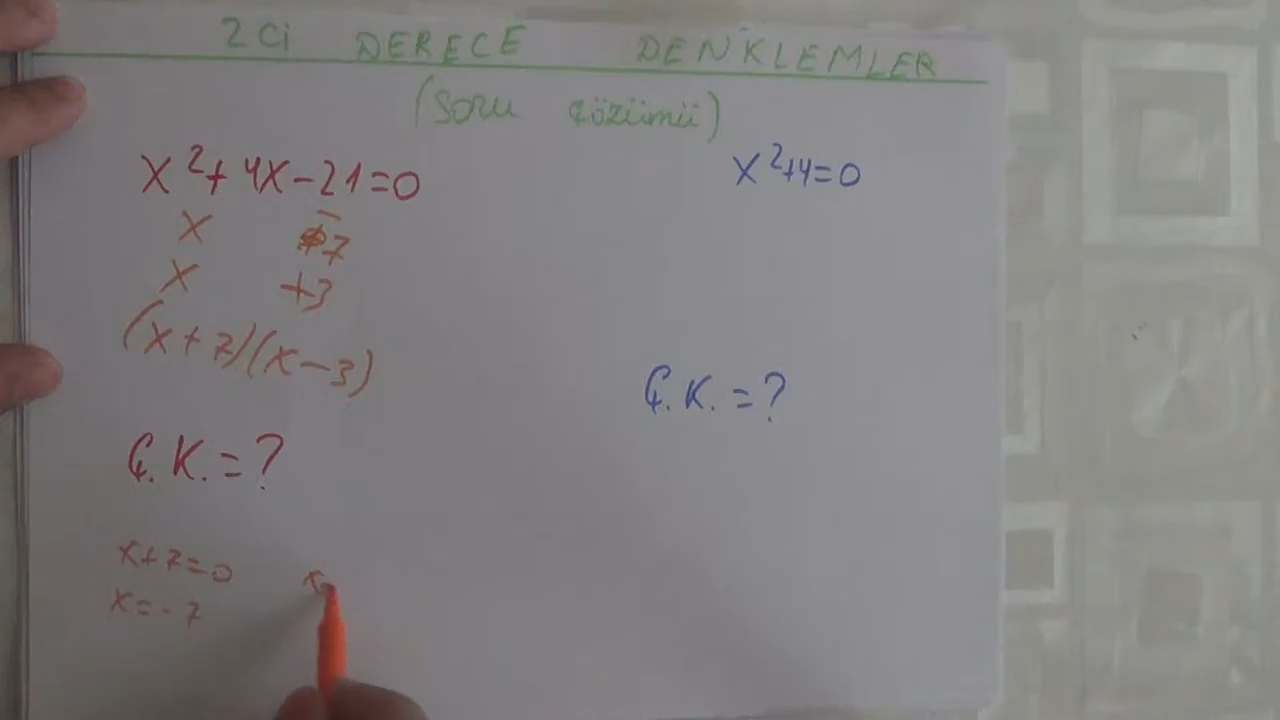 2Ci DERECE DENKLEMLER
(Soru Çözümü)
x²+4x-21=0
x 7
x +3
(x+7)(x-3)
Ç.K.=?
x+7=0 x
x=-7
x²+4=0
Ç.K.=?